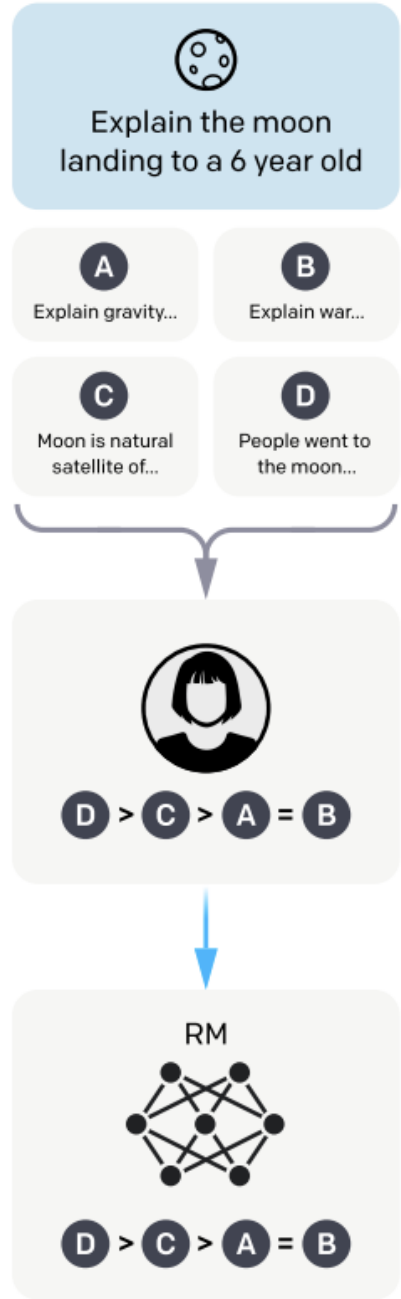 Explain the moon
landing to a 6 year old
A
B
Explain gravity...
Explain war...
C
D
Moon is natural
satellite of...
People went to
the moon...
D > C > A = B
RM
D > C > A = B